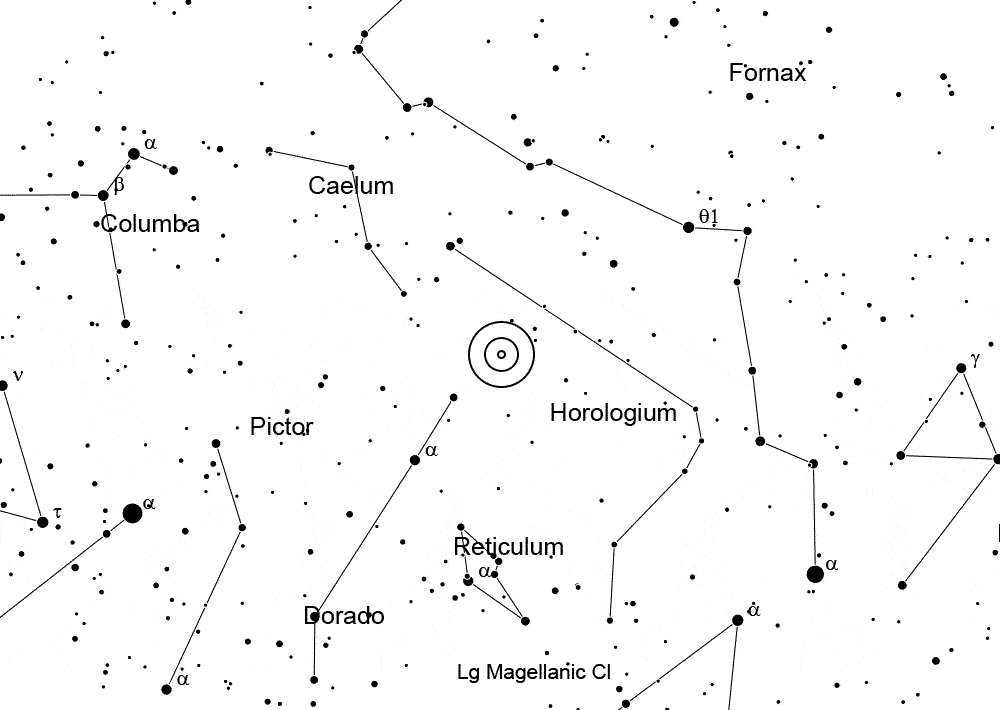 Fornax
α
Caelum
β
θ1
Columba
γ
ν
Horologium
Pictor
α
α
τ
Reticulum
α
α
Dorado
α
Lg Magellanic Cl
α